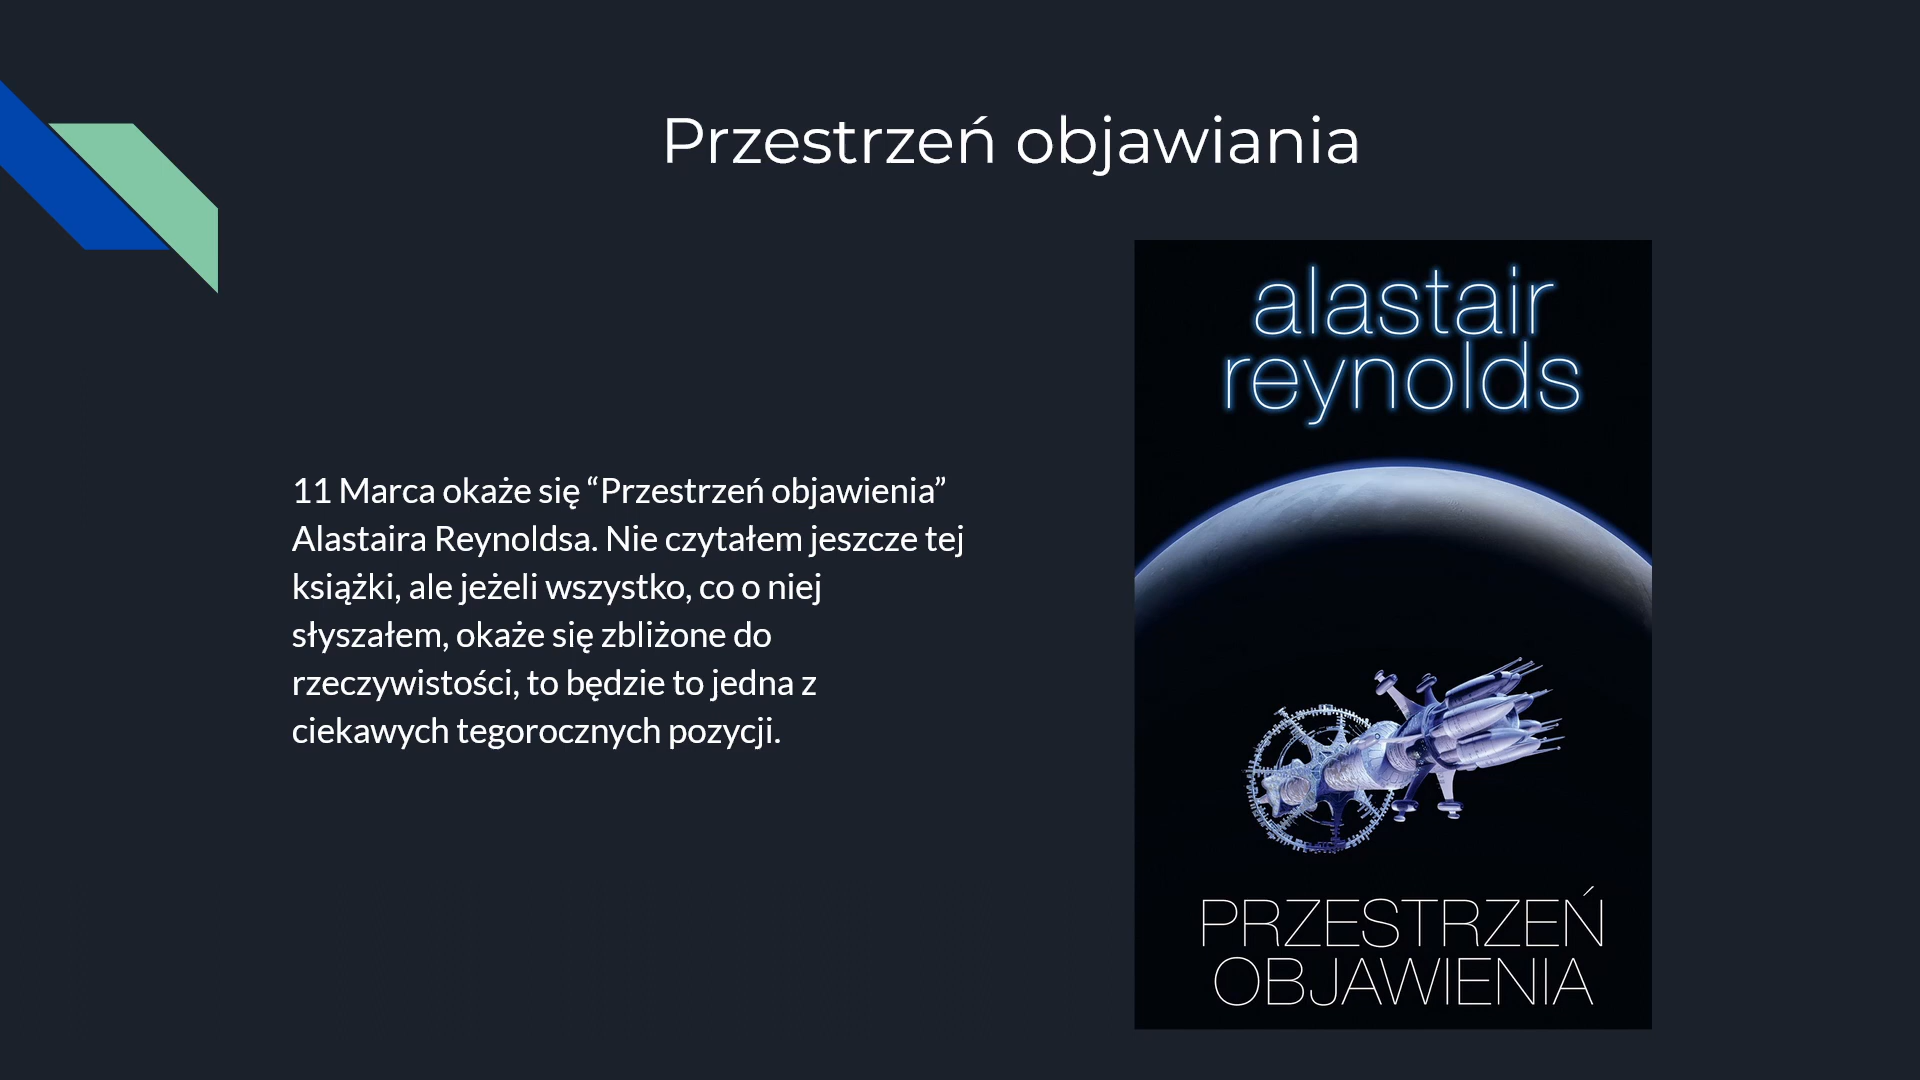 Przestrzeń objawiania
11 Marca okaże się “Przestrzeń objawienia”
Alastaira Reynoldsa. Nie czytałem jeszcze tej
książki, ale jeżeli wszystko, co o niej
słyszałem, okaże się zbliżone do
rzeczywistości, to będzie to jedna z
ciekawych tegorocznych pozycji.
alastair
reynolds
PRZESTRZEŃ
OBJAWIENIA